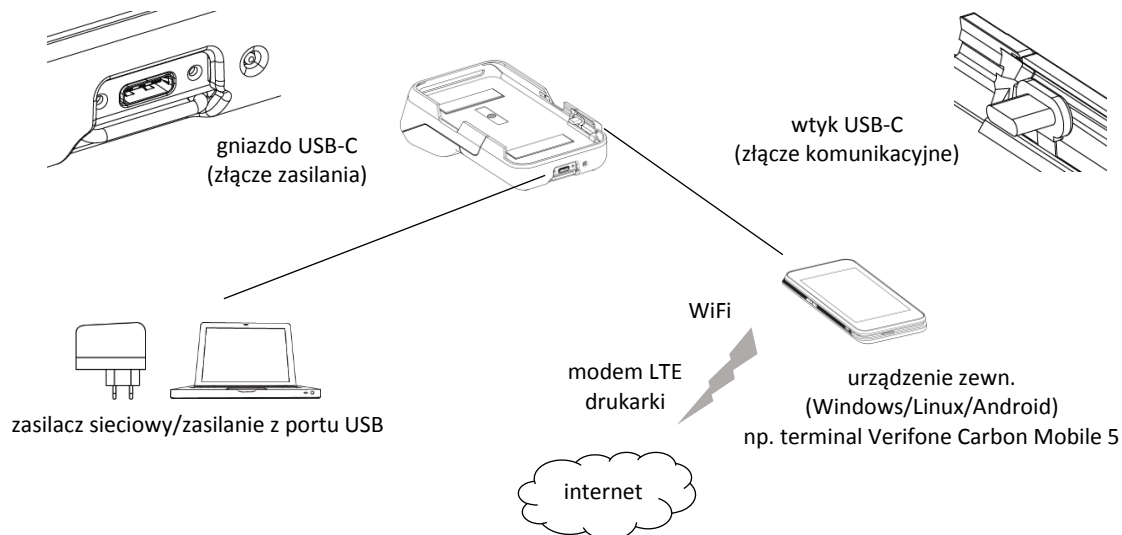 gniazdo USB-C
(złącze zasilania)
wtyk USB-C
(złącze komunikacyjne)
WiFi
modem LTE
drukarki
urządzenie zewn.
(Windows/Linux/Android)
np. terminal Verifone Carbon Mobile 5
zasilacz sieciowy/zasilanie z portu USB
internet